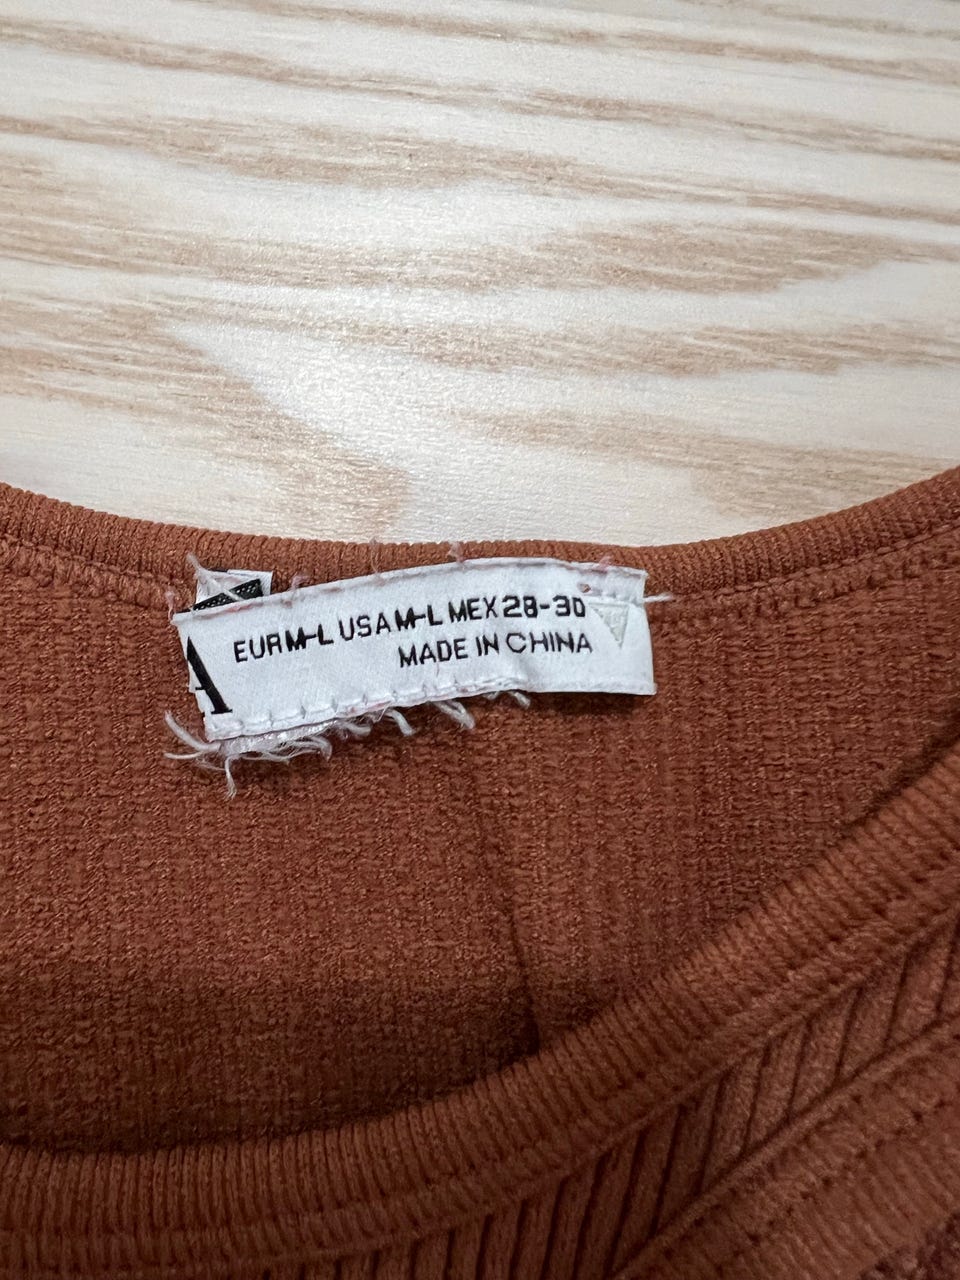 A
EUR M-L USA M-L MEX 28-30
MADE IN CHINA